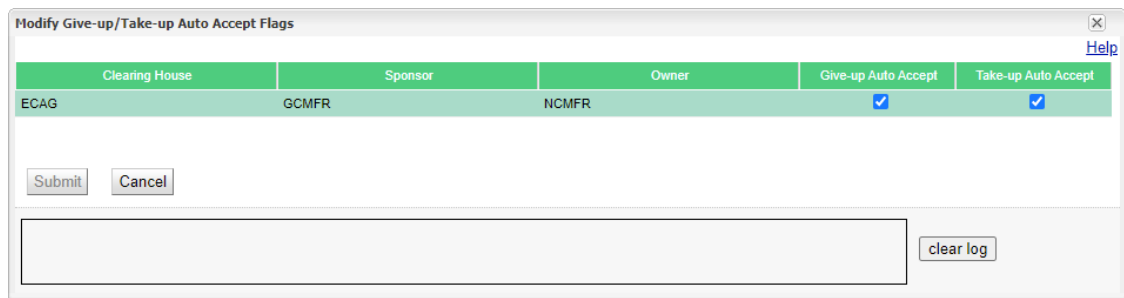 Modify Give-up/Take-up Auto Accept Flags
Help
Clearing House Sponsor Owner Give-up Auto Accept Take-up Auto Accept
ECAG GCMFR NCMFR
Submit Cancel
clear log